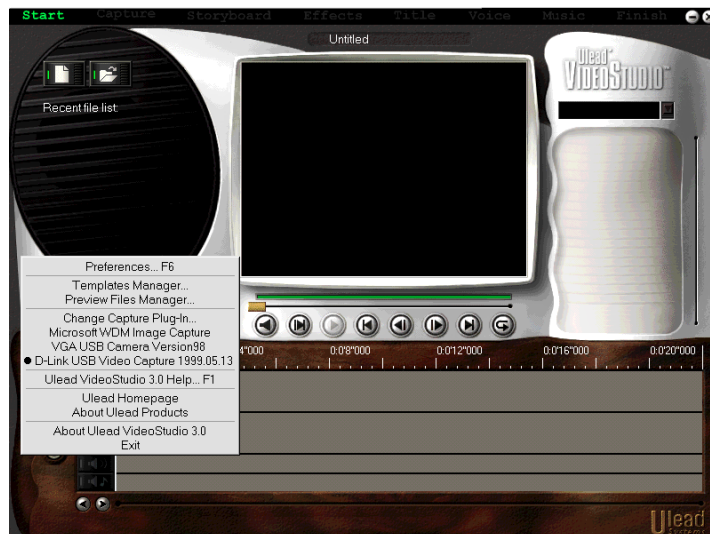 Start Capture Storyboard Effects Title Voice Music Finish
Untitled
Ulead
VIDEOSTUDIO
Recent file list:
Preferences... F6
Templates Manager...
Preview Files Manager...
Change Capture Plug-In...
Microsoft WDM Image Capture
VGA USB Camera Version98
D-Link USB Video Capture 1999.05.13
Ulead VideoStudio 3.0 Help... F1
Ulead Homepage
About Ulead Products
About Ulead VideoStudio 3.0
Exit
4"000 0:0'8"000 0:0'12"000 0:0'16"000 0:0'20"000
Ulead
Systems